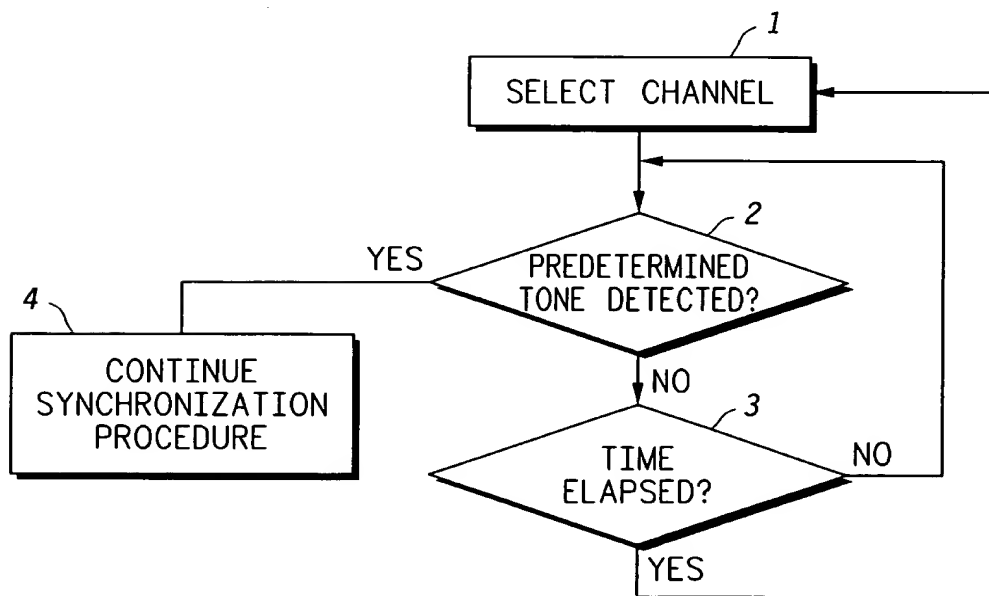 1
SELECT CHANNEL
2
YES
PREDETERMINED
TONE DETECTED?
4
CONTINUE
SYNCHRONIZATION
PROCEDURE
NO
3
TIME
ELAPSED?
NO
YES